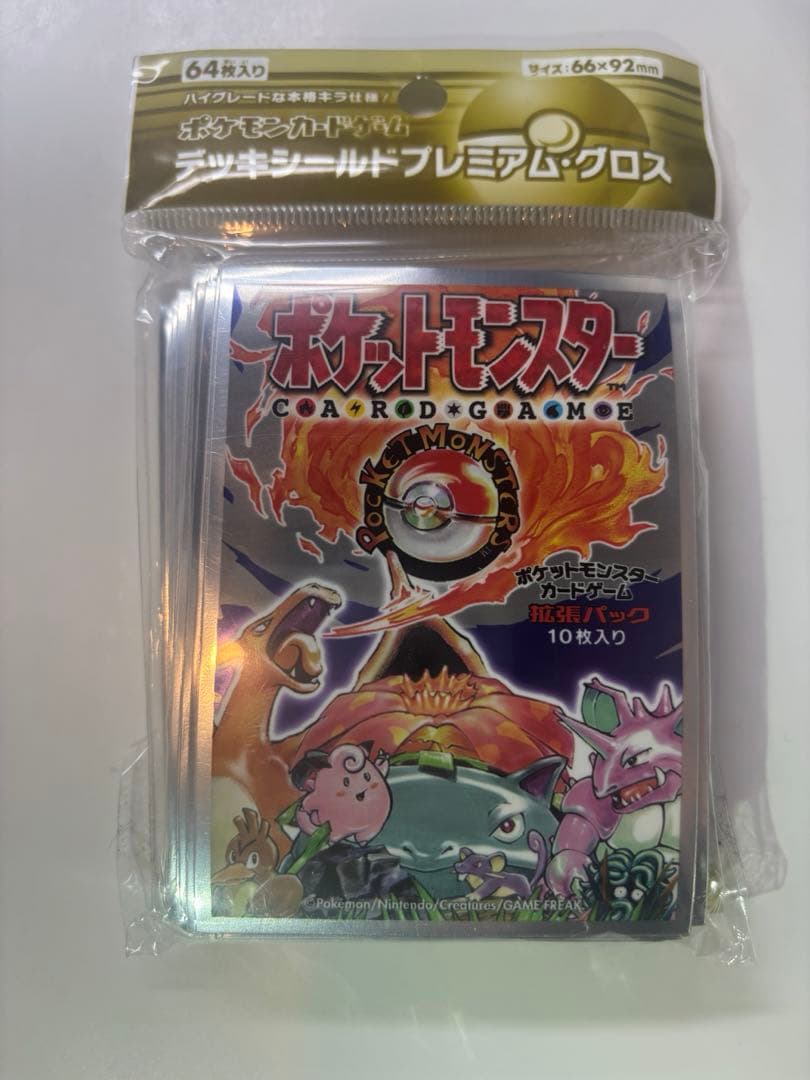 64枚入り
サイズ:66×92mm
ハイグレードな本格キラ仕様!
ポケモンカードゲーム
デッキシールドプレミアム・グロス
ポケットモンスター
TM
CARDGAME
POCKET MONSTERS
ポケットモンスター
カードゲーム
拡張パック
10枚入り
©Pokémon/Nintendo/Creatures/GAME FREAK